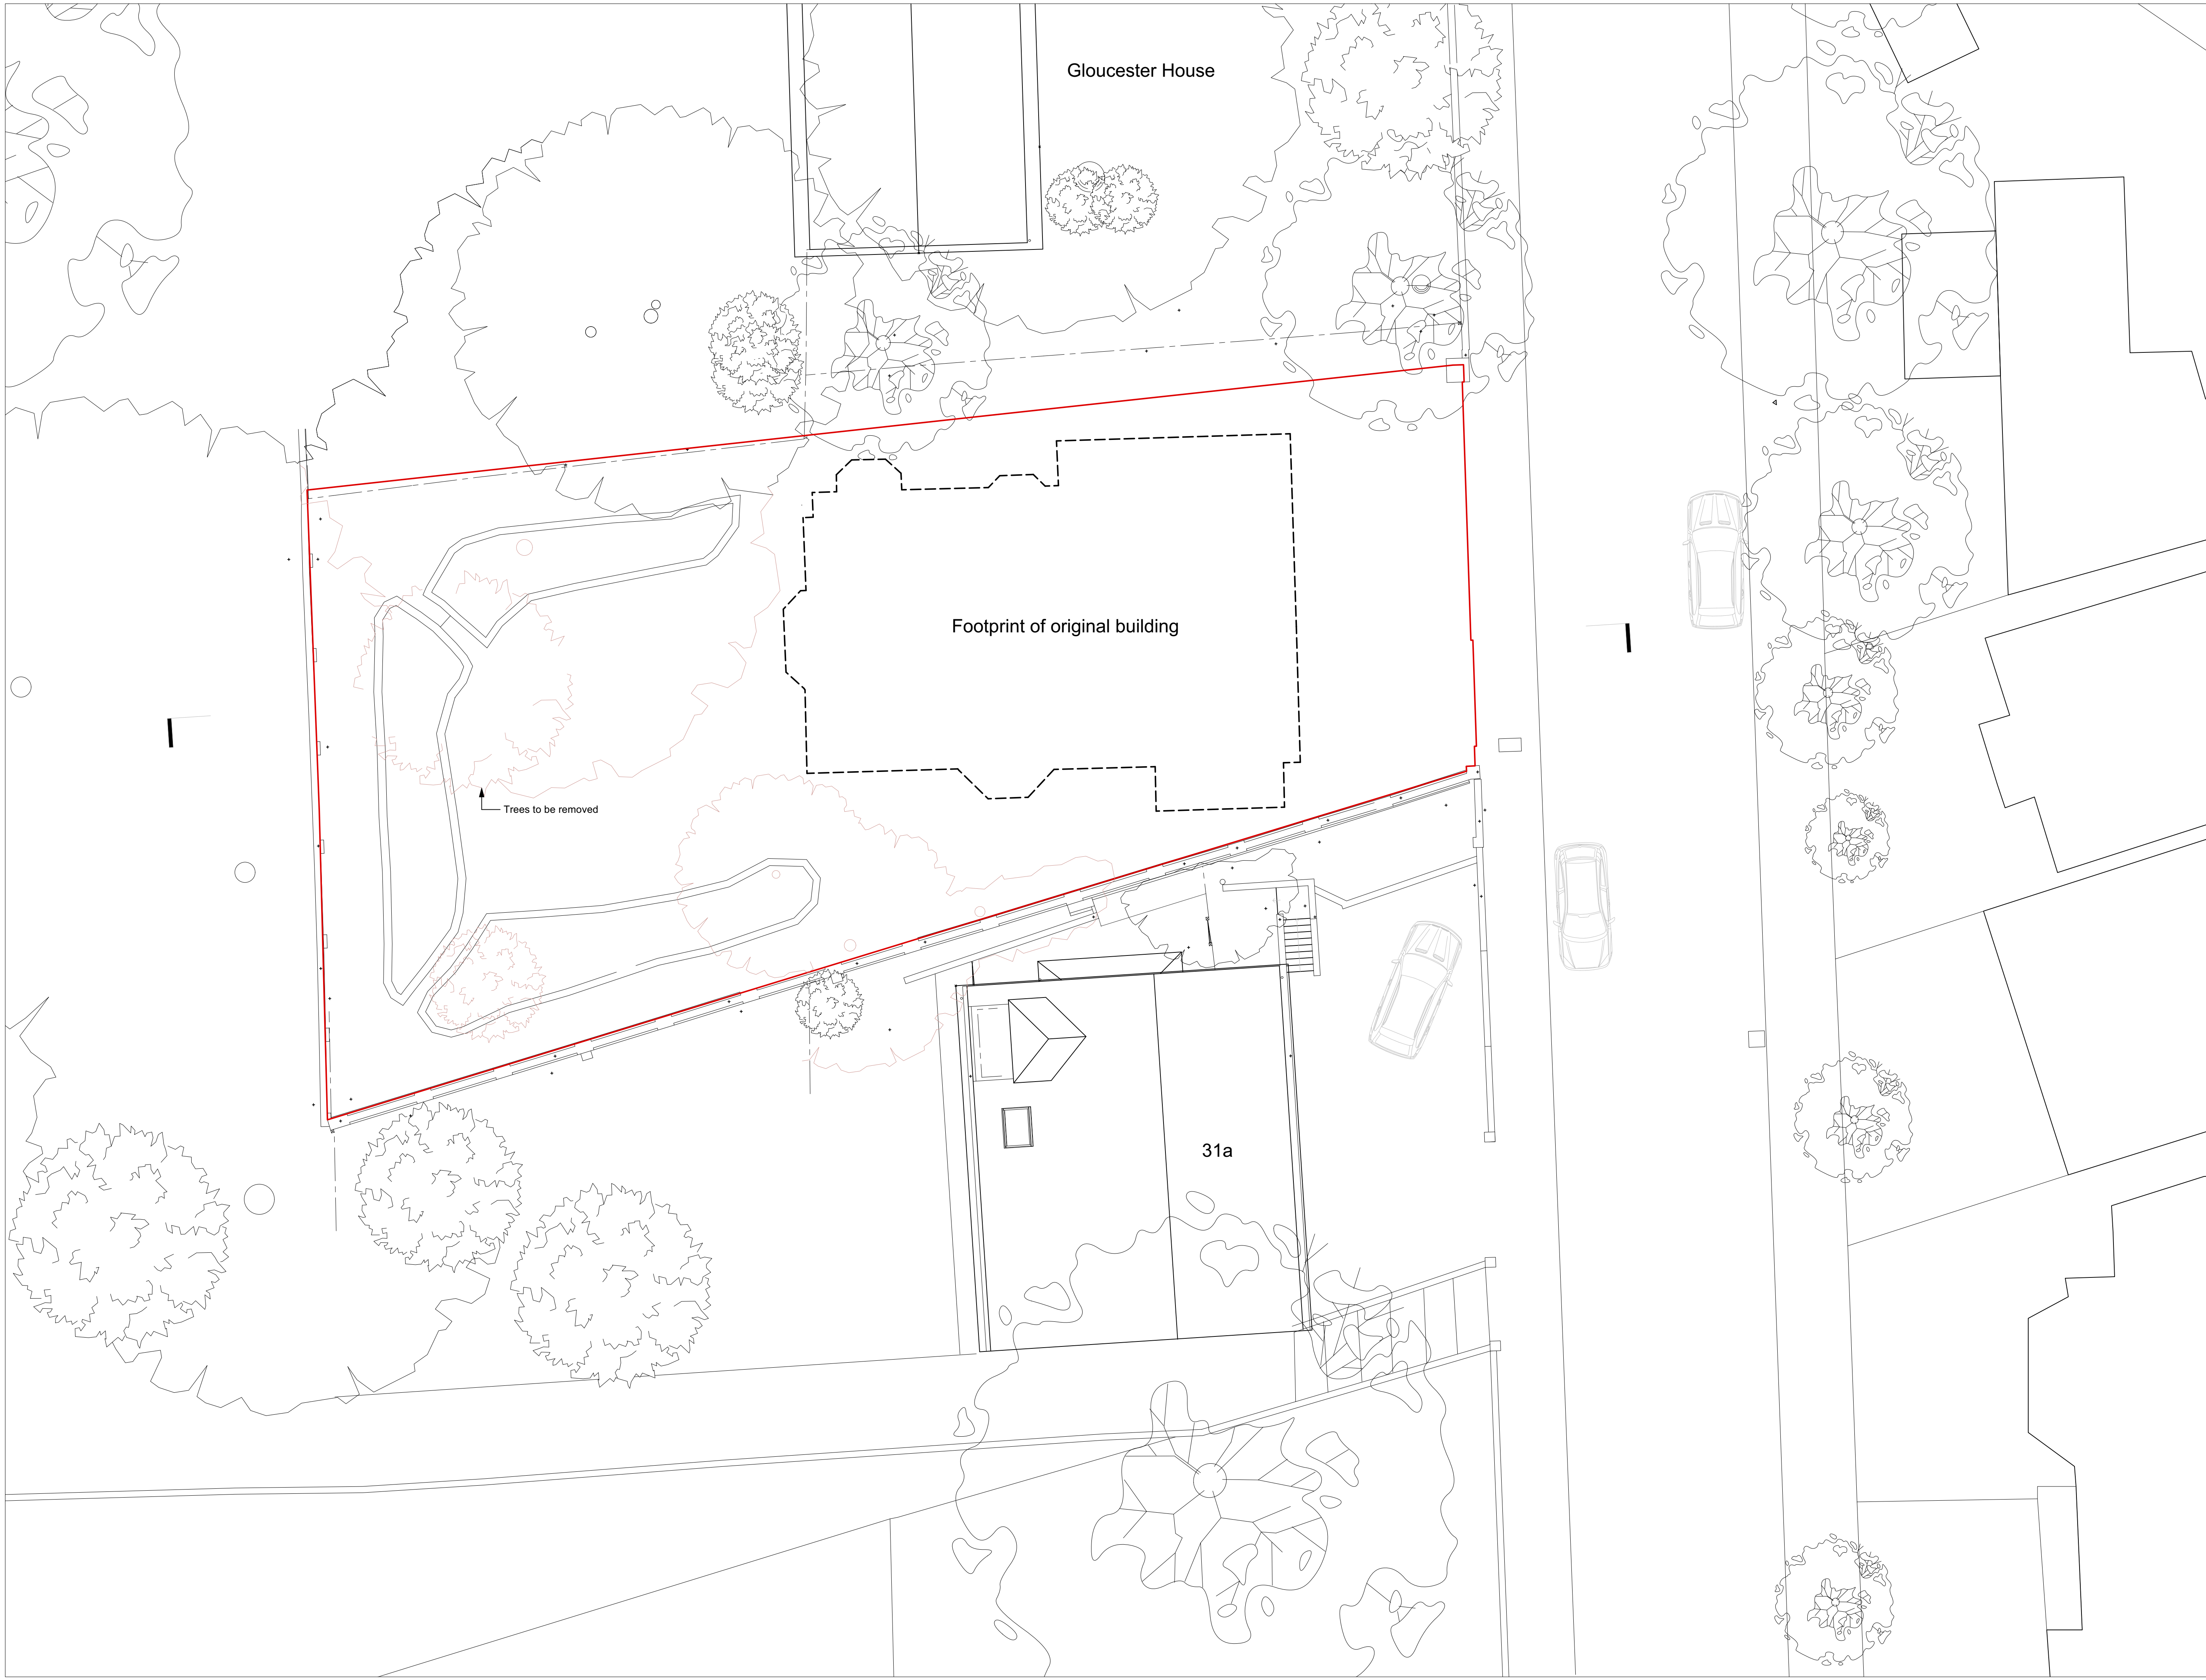 Gloucester House
Footprint of original building
Trees to be removed
31a